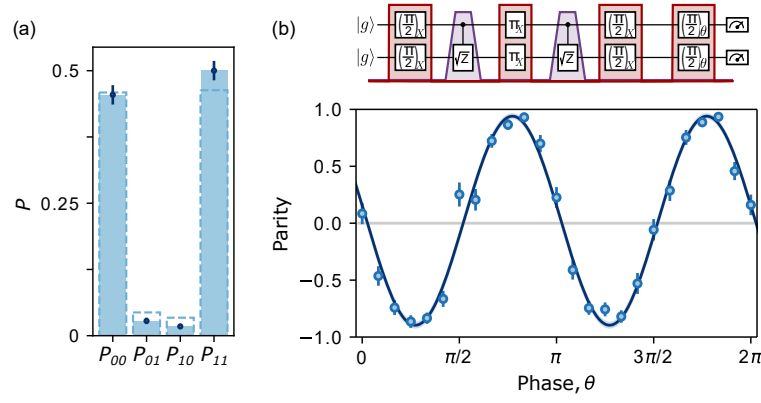 (a)
0.5
0.25
0
P
P₀₀ P₀₁ P₁₀ P₁₁
(b)
|g⟩ (π/2)X πX (π/2)X (π/2)θ
|g⟩ (π/2)X √Z πX √Z (π/2)X (π/2)θ
1.0
0.5
0.0
−0.5
−1.0
Parity
0 π/2 π 3π/2 2π
Phase, θ